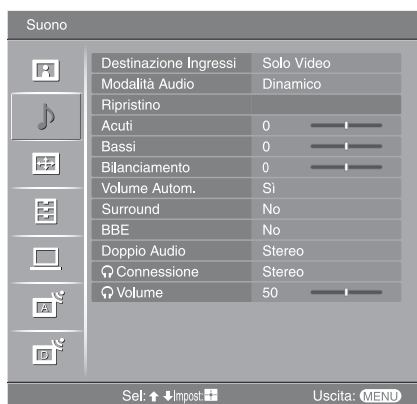 Suono
Destinazione Ingressi Solo Video
Modalità Audio Dinamico
Ripristino
Acuti 0
Bassi 0
Bilanciamento 0
Volume Autom. Sì
Surround No
BBE No
Doppio Audio Stereo
Connessione Stereo
Volume 50
A
D
Sel: Impost: Uscita: MENU